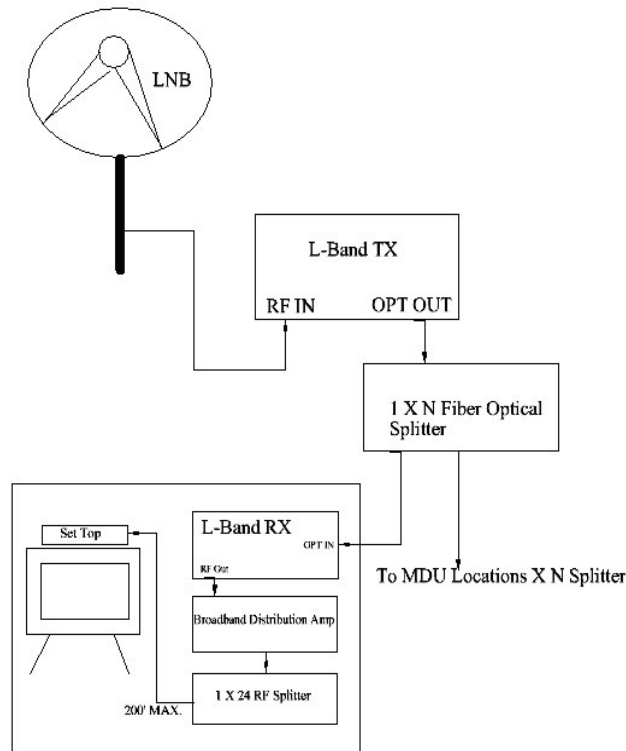 LNB
L-Band TX
RF IN
OPT OUT
1 X N Fiber Optical
Splitter
To MDU Locations X N Splitter
L-Band RX
OPT IN
RF Out
Set Top
Broadband Distribution Amp
1 X 24 RF Splitter
200' MAX.